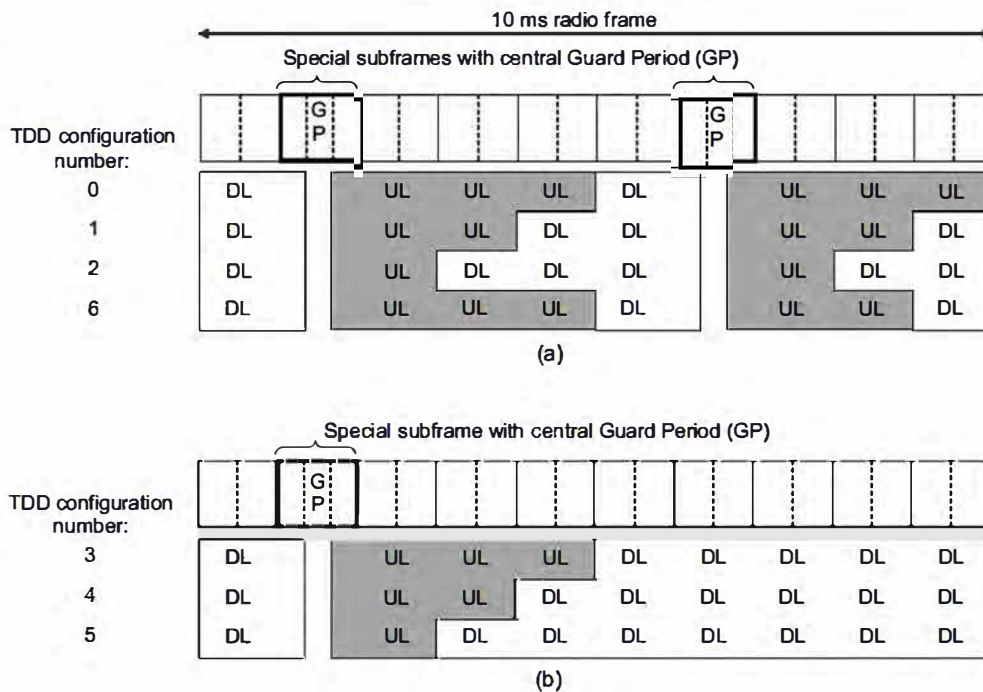 10 ms radio frame
Special subframes with central Guard Period (GP)
G G
P P
TDD configuration
number:
0 DL UL UL UL DL UL UL UL
1 DL UL UL DL DL UL UL DL
2 DL UL DL DL DL UL DL DL
6 DL UL UL UL DL UL UL DL
(a)
Special subframe with central Guard Period (GP)
G
P
TDD configuration
number:
3 DL UL UL UL DL DL DL DL DL
4 DL UL UL DL DL DL DL DL DL
5 DL UL DL DL DL DL DL DL DL
(b)